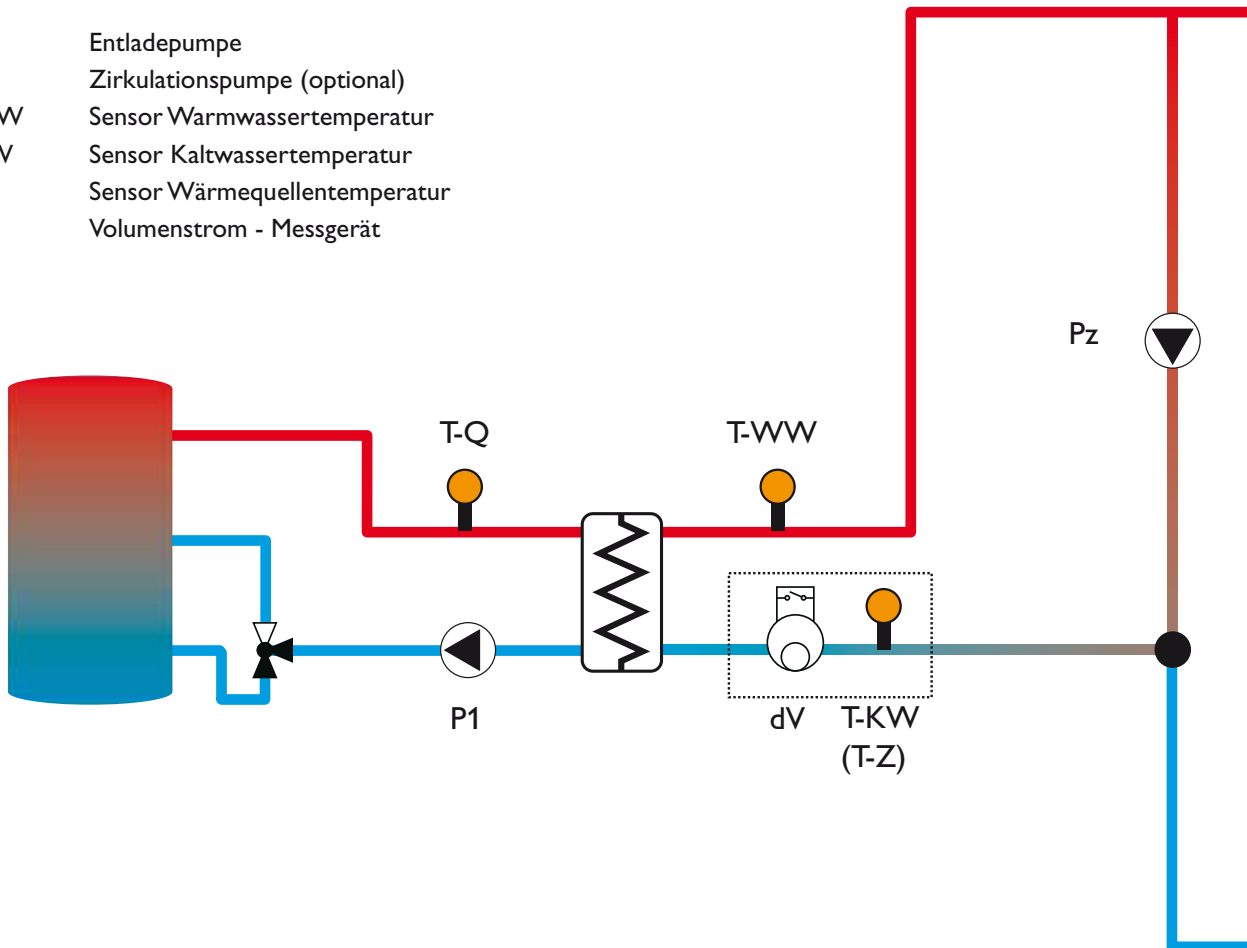 Entladepumpe
Zirkulationspumpe (optional)
W Sensor Warmwassertemperatur
V Sensor Kaltwassertemperatur
Sensor Wärmequellentemperatur
Volumenstrom - Messgerät
Pz
T-Q T-WW
P1 dV T-KW
(T-Z)